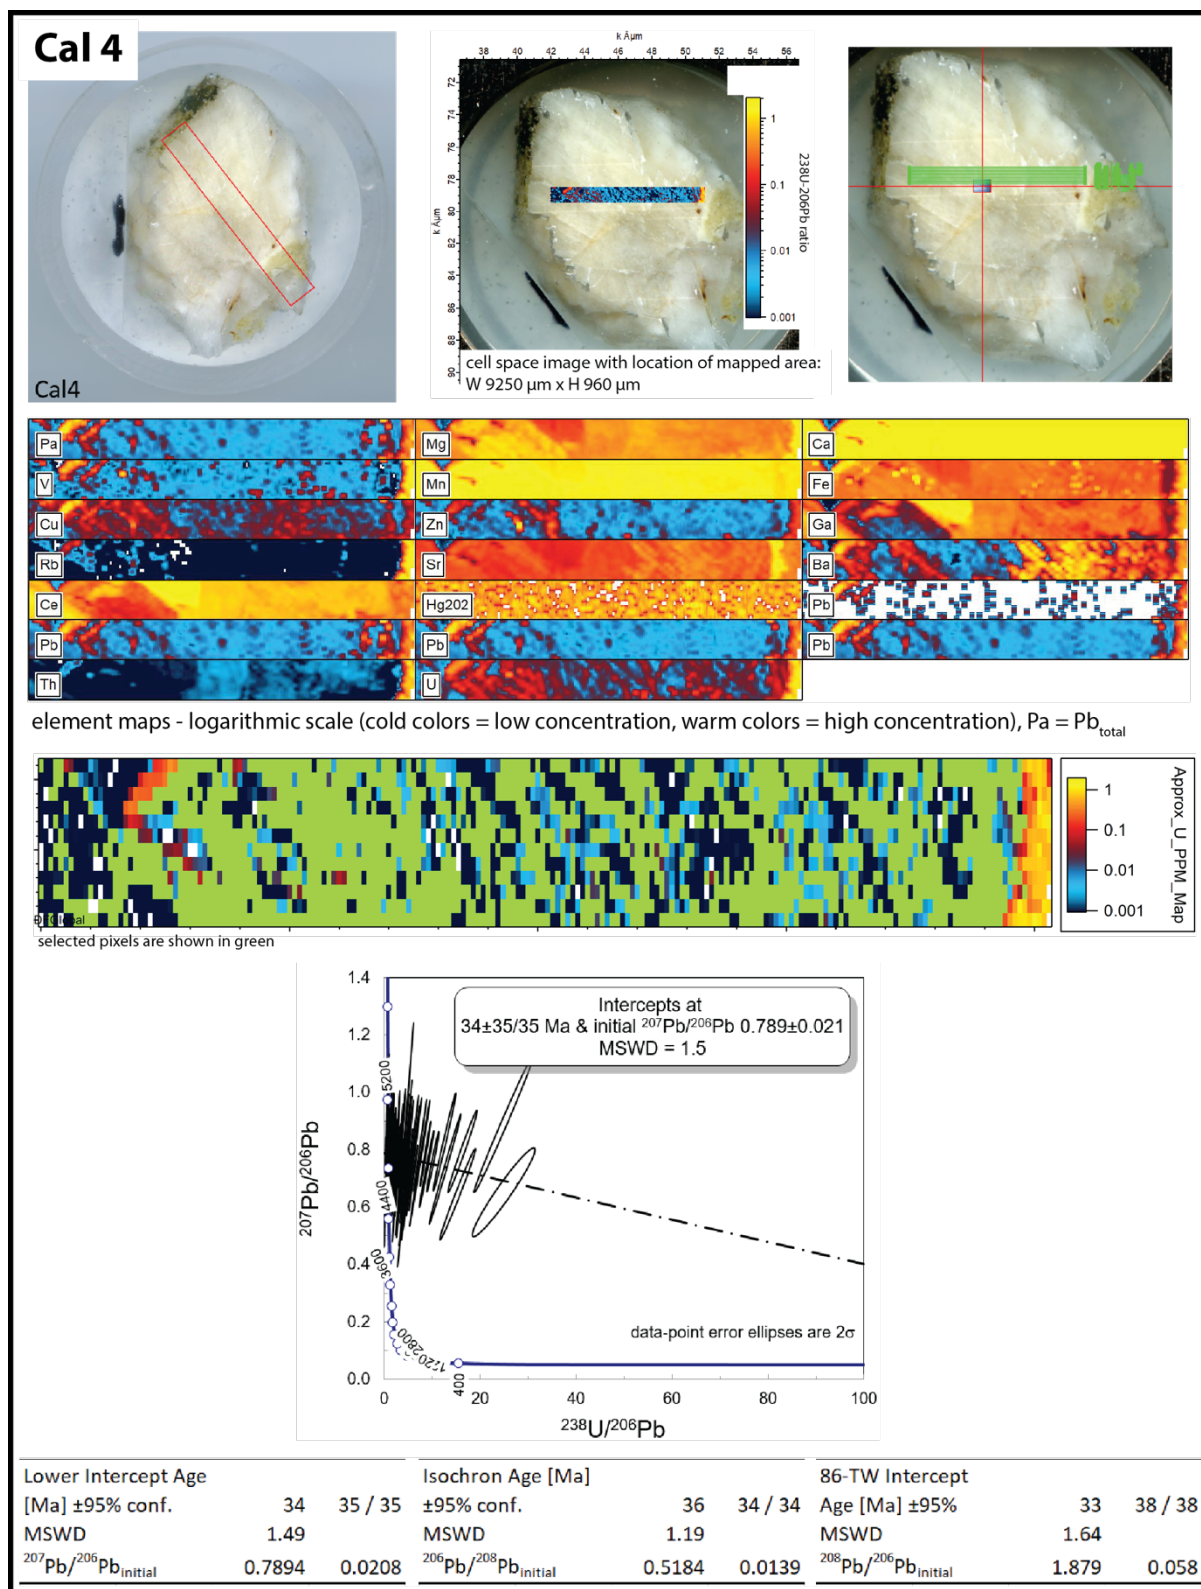 Cal 4
Cal4
k Âµm
38 40 42 44 46 48 50 52 54 56
k Âµm
72
74
76
78
80
82
84
86
88
90
1
0.1
0.01
0.001
238U-206Pb ratio
cell space image with location of mapped area:
W 9250 µm x H 960 µm
Pa Mg Ca
V Mn Fe
Cu Zn Ga
Rb Sr Ba
Ce Hg202 Pb
Pb Pb Pb
Th U
element maps - logarithmic scale (cold colors = low concentration, warm colors = high concentration), Pa = Pbtotal
1
0.1
0.01
0.001
Approx_U_PPM_Map
selected pixels are shown in green
Intercepts at
34±35/35 Ma & initial 207Pb/206Pb 0.789±0.021
MSWD = 1.5
1.4
1.2
1.0
0.8
0.6
0.4
0.2
0.0
207Pb/206Pb
5200
4400
3600
2800
400
data-point error ellipses are 2σ
0 20 40 60 80 100
238U/206Pb
Lower Intercept Age
[Ma] ±95% conf. 34 35 / 35
MSWD 1.49
207Pb/206Pbinitial 0.7894 0.0208
Isochron Age [Ma]
±95% conf. 36 34 / 34
MSWD 1.19
206Pb/208Pbinitial 0.5184 0.0139
86-TW Intercept
Age [Ma] ±95% 33 38 / 38
MSWD 1.64
208Pb/206Pbinitial 1.879 0.058